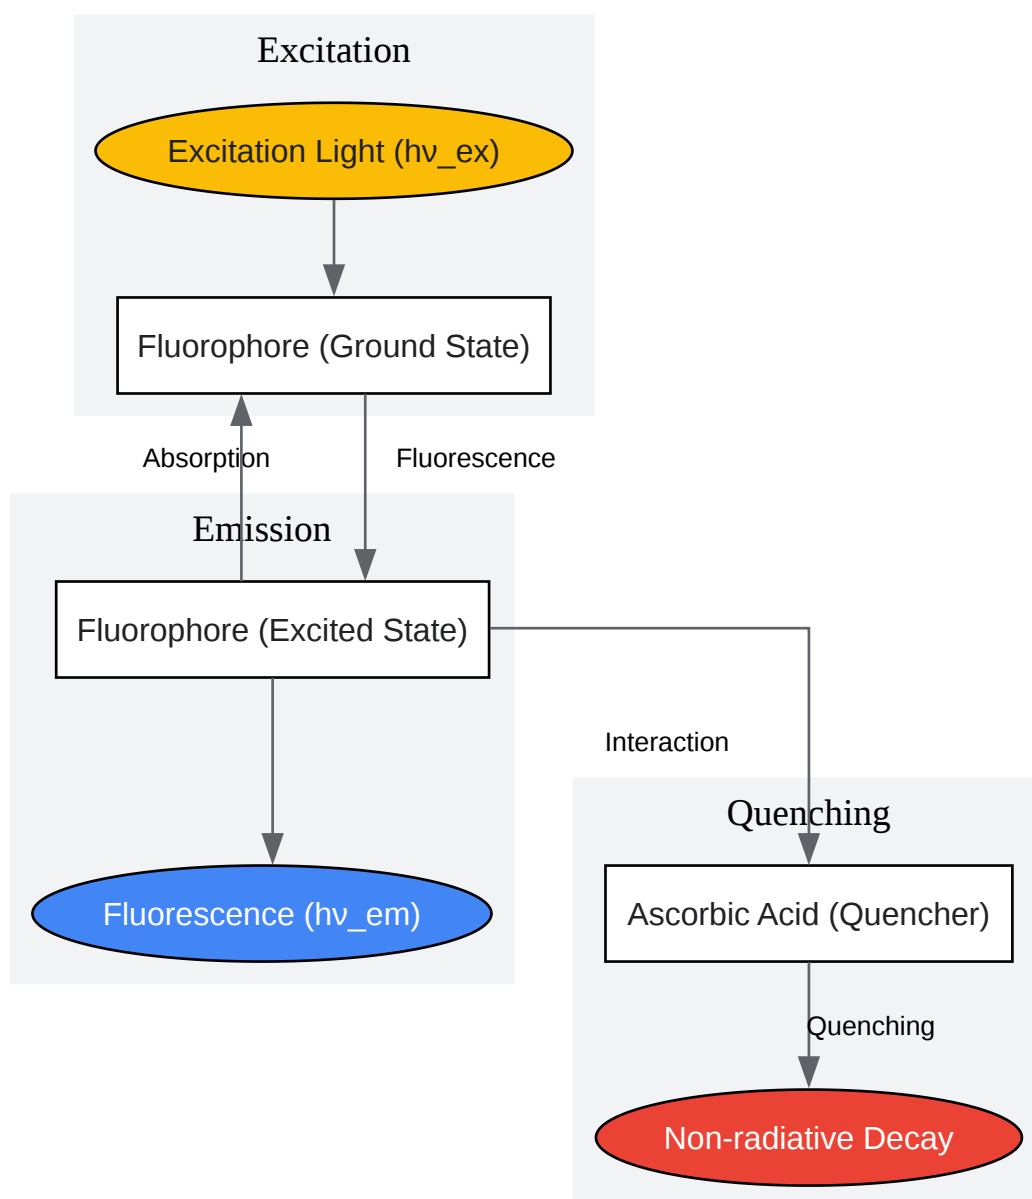 Excitation
Excitation Light (hν_ex)
Fluorophore (Ground State)
Absorption
Fluorescence
Emission
Fluorophore (Excited State)
Interaction
Quenching
Fluorescence (hν_em)
Ascorbic Acid (Quencher)
Quenching
Non-radiative Decay